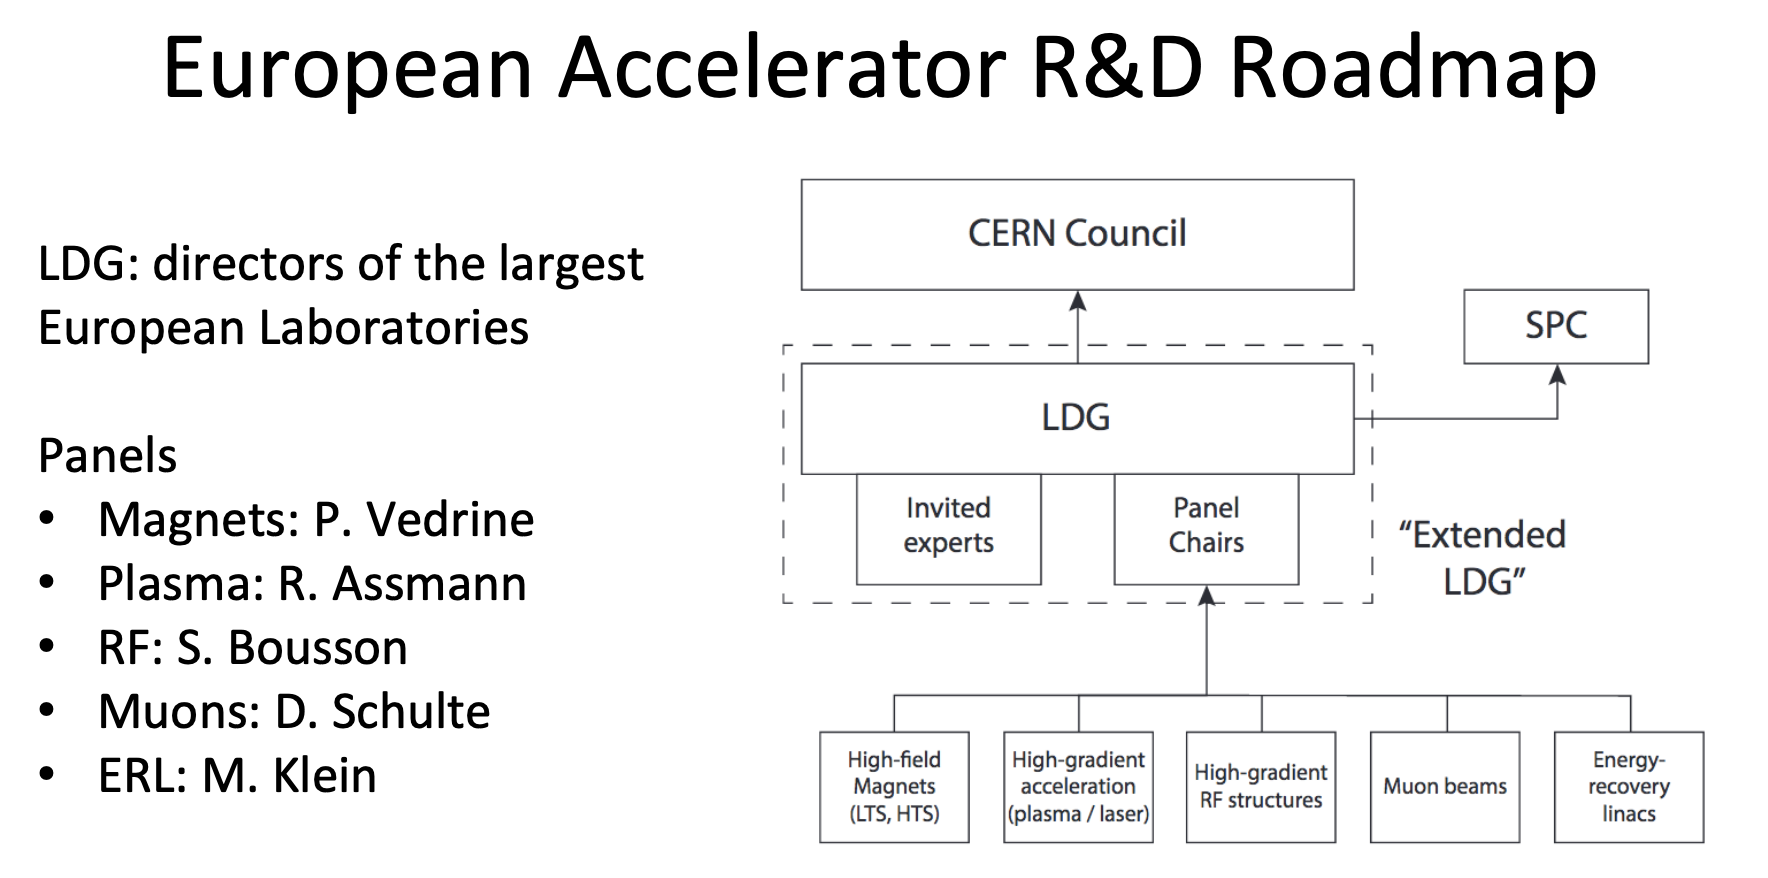 European Accelerator R&D Roadmap
LDG: directors of the largest
European Laboratories
Panels
• Magnets: P. Vedrine
• Plasma: R. Assmann
• RF: S. Bousson
• Muons: D. Schulte
• ERL: M. Klein
CERN Council
SPC
LDG
Invited
experts
Panel
Chairs
“Extended
LDG”
High-field
Magnets
(LTS, HTS)
High-gradient
acceleration
(plasma / laser)
High-gradient
RF structures
Muon beams
Energy-
recovery
linacs